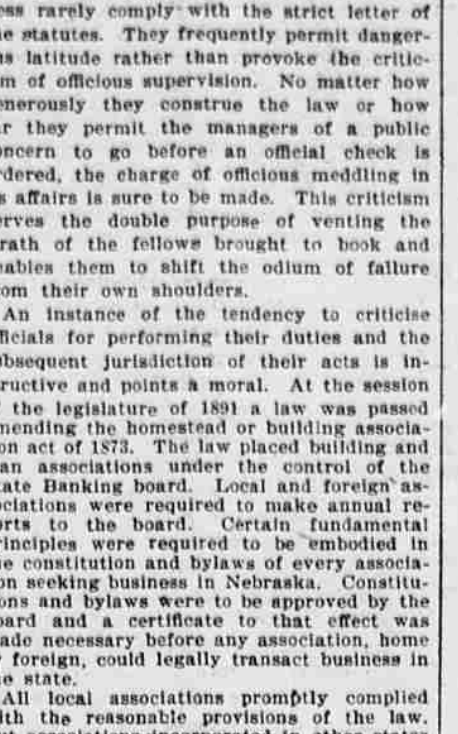 ess rarely comply with the strict letter of
e statutes. They frequently permit danger-
s latitude rather than provoke the critic-
m of officious supervision. No matter how
enerously they construe the law or how
r they permit the managers of a public
oncern to go before an official check is
rdered, the charge of officious meddling in
s affairs is sure to be made. This criticism
erves the double purpose of venting the
rath of the fellows brought to book and
nables them to shift the odium of failure
om their own shoulders.
An instance of the tendency to criticise
fficials for performing their duties and the
ubsequent jurisdiction of their acts is in-
tructive and points a moral. At the session
f the legislature of 1891 a law was passed
mending the homestead or building associa-
on act of 1873. The law placed building and
an associations under the control of the
tate Banking board. Local and foreign as-
ociations were required to make annual re-
orts to the board. Certain fundamental
rinciples were required to be embodied in
e constitution and bylaws of every associa-
on seeking business in Nebraska. Constitu-
ons and bylaws were to be approved by the
oard and a certificate to that effect was
ade necessary before any association, home
r foreign, could legally transact business in
e state.
All local associations promptly complied
ith the reasonable provisions of the law.
t associations incorporated in other states